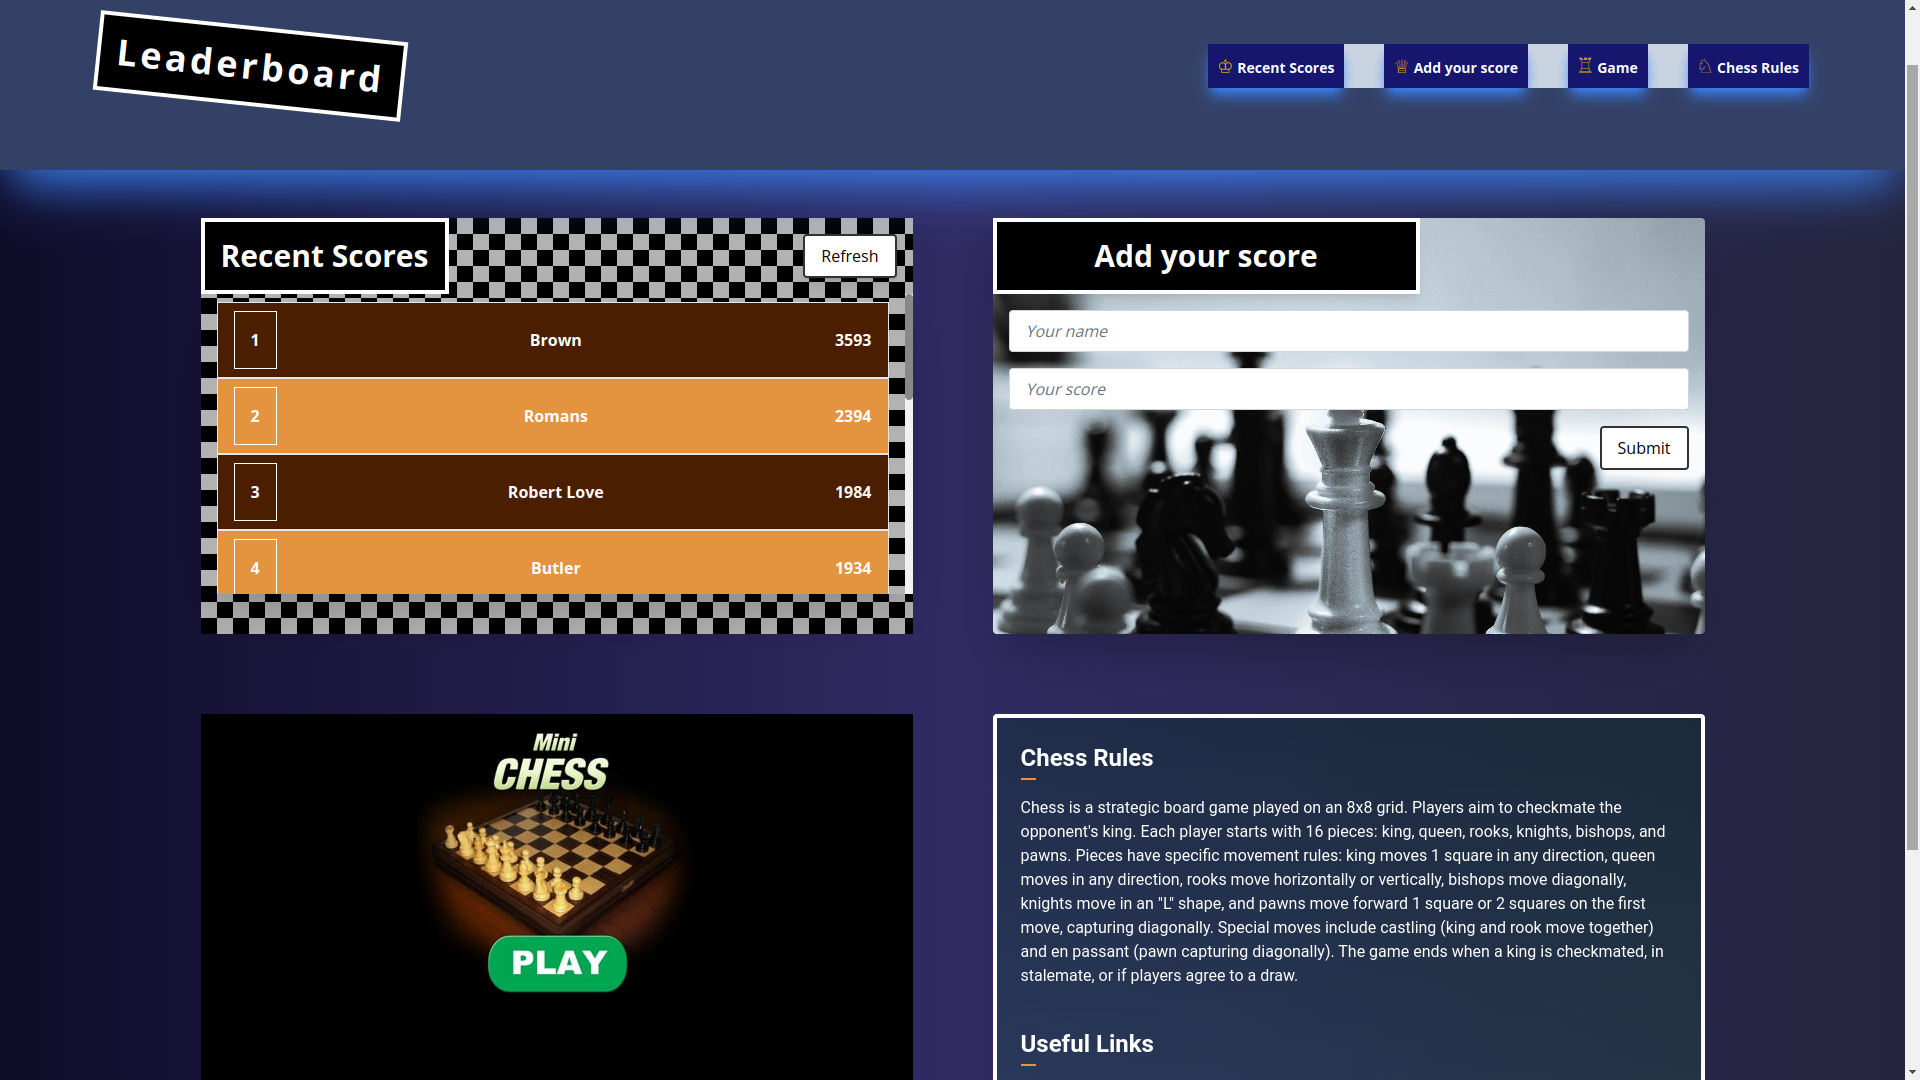 Leaderboard
Recent Scores
Add your score
Game
Chess Rules
Recent Scores
Refresh
1 Brown 3593
2 Romans 2394
3 Robert Love 1984
4 Butler 1934
Add your score
Your name
Your score
Submit
Mini
CHESS
PLAY
Chess Rules
Chess is a strategic board game played on an 8x8 grid. Players aim to checkmate the
opponent's king. Each player starts with 16 pieces: king, queen, rooks, knights, bishops, and
pawns. Pieces have specific movement rules: king moves 1 square in any direction, queen
moves in any direction, rooks move horizontally or vertically, bishops move diagonally,
knights move in an "L" shape, and pawns move forward 1 square or 2 squares on the first
move, capturing diagonally. Special moves include castling (king and rook move together)
and en passant (pawn capturing diagonally). The game ends when a king is checkmated, in
stalemate, or if players agree to a draw.
Useful Links